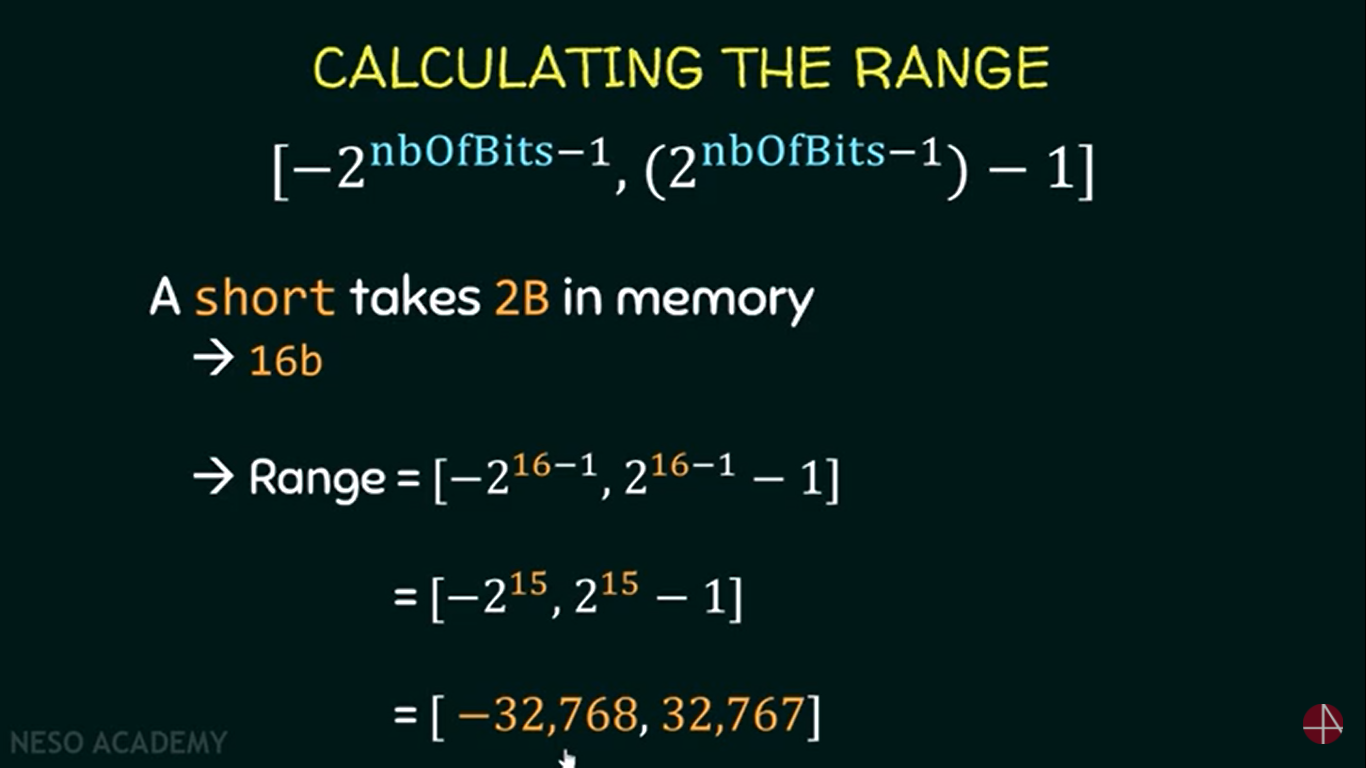 CALCULATING THE RANGE
[−2^{nbOfBits−1}, (2^{nbOfBits−1}) − 1]
A short takes 2B in memory
→ 16b
→ Range = [−2^{16−1}, 2^{16−1} − 1]
= [−2^{15}, 2^{15} − 1]
= [ −32,768, 32,767]
NESO ACADEMY